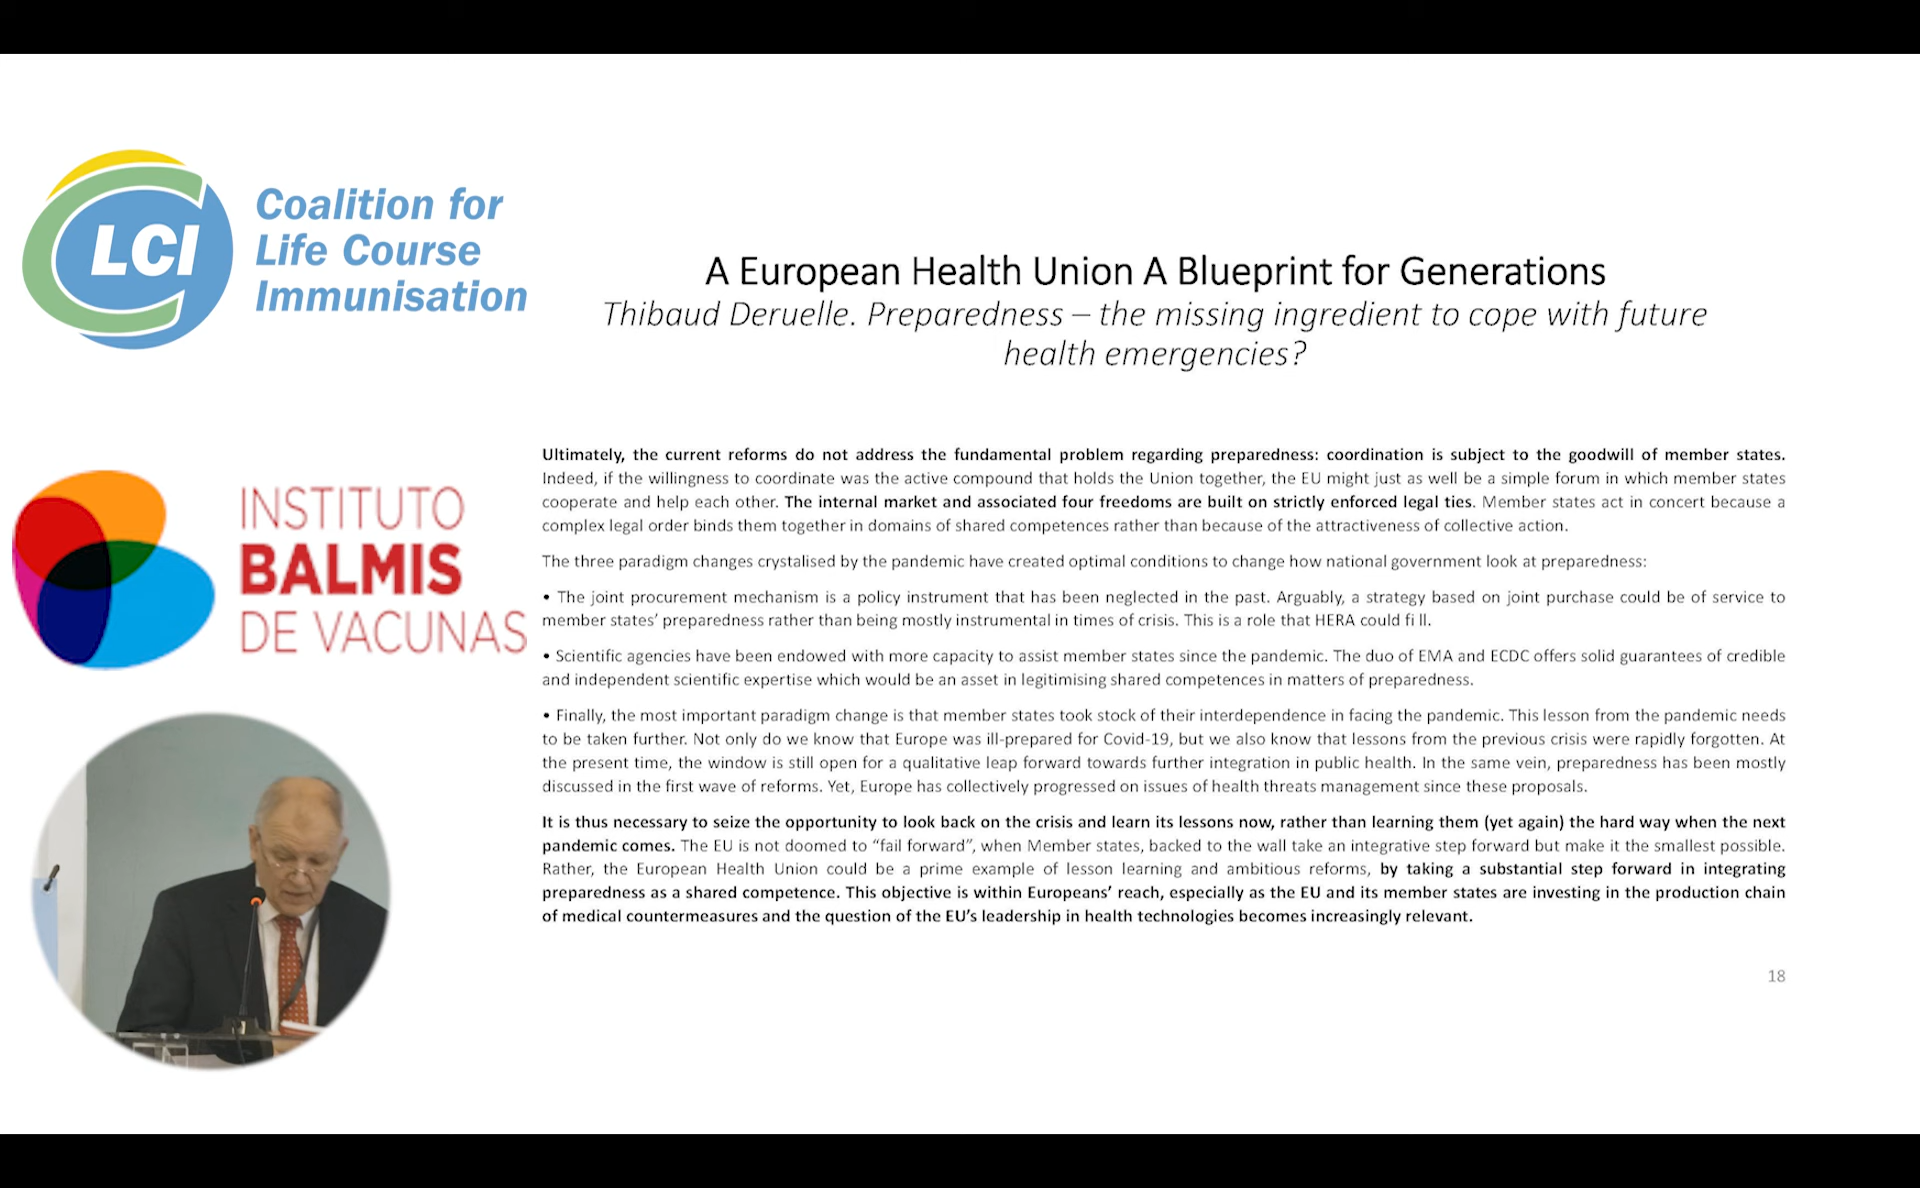 LCI
Coalition for
Life Course
Immunisation
INSTITUTO
BALMIS
DE VACUNAS
A European Health Union A Blueprint for Generations
Thibaud Deruelle. Preparedness – the missing ingredient to cope with future
health emergencies?
Ultimately, the current reforms do not address the fundamental problem regarding preparedness: coordination is subject to the goodwill of member states.
Indeed, if the willingness to coordinate was the active compound that holds the Union together, the EU might just as well be a simple forum in which member states
cooperate and help each other. The internal market and associated four freedoms are built on strictly enforced legal ties. Member states act in concert because a
complex legal order binds them together in domains of shared competences rather than because of the attractiveness of collective action.
The three paradigm changes crystalised by the pandemic have created optimal conditions to change how national government look at preparedness:
• The joint procurement mechanism is a policy instrument that has been neglected in the past. Arguably, a strategy based on joint purchase could be of service to
member states’ preparedness rather than being mostly instrumental in times of crisis. This is a role that HERA could fi ll.
• Scientific agencies have been endowed with more capacity to assist member states since the pandemic. The duo of EMA and ECDC offers solid guarantees of credible
and independent scientific expertise which would be an asset in legitimising shared competences in matters of preparedness.
• Finally, the most important paradigm change is that member states took stock of their interdependence in facing the pandemic. This lesson from the pandemic needs
to be taken further. Not only do we know that Europe was ill-prepared for Covid-19, but we also know that lessons from the previous crisis were rapidly forgotten. At
the present time, the window is still open for a qualitative leap forward towards further integration in public health. In the same vein, preparedness has been mostly
discussed in the first wave of reforms. Yet, Europe has collectively progressed on issues of health threats management since these proposals.
It is thus necessary to seize the opportunity to look back on the crisis and learn its lessons now, rather than learning them (yet again) the hard way when the next
pandemic comes. The EU is not doomed to “fail forward”, when Member states, backed to the wall take an integrative step forward but make it the smallest possible.
Rather, the European Health Union could be a prime example of lesson learning and ambitious reforms, by taking a substantial step forward in integrating
preparedness as a shared competence. This objective is within Europeans’ reach, especially as the EU and its member states are investing in the production chain
of medical countermeasures and the question of the EU’s leadership in health technologies becomes increasingly relevant.
18